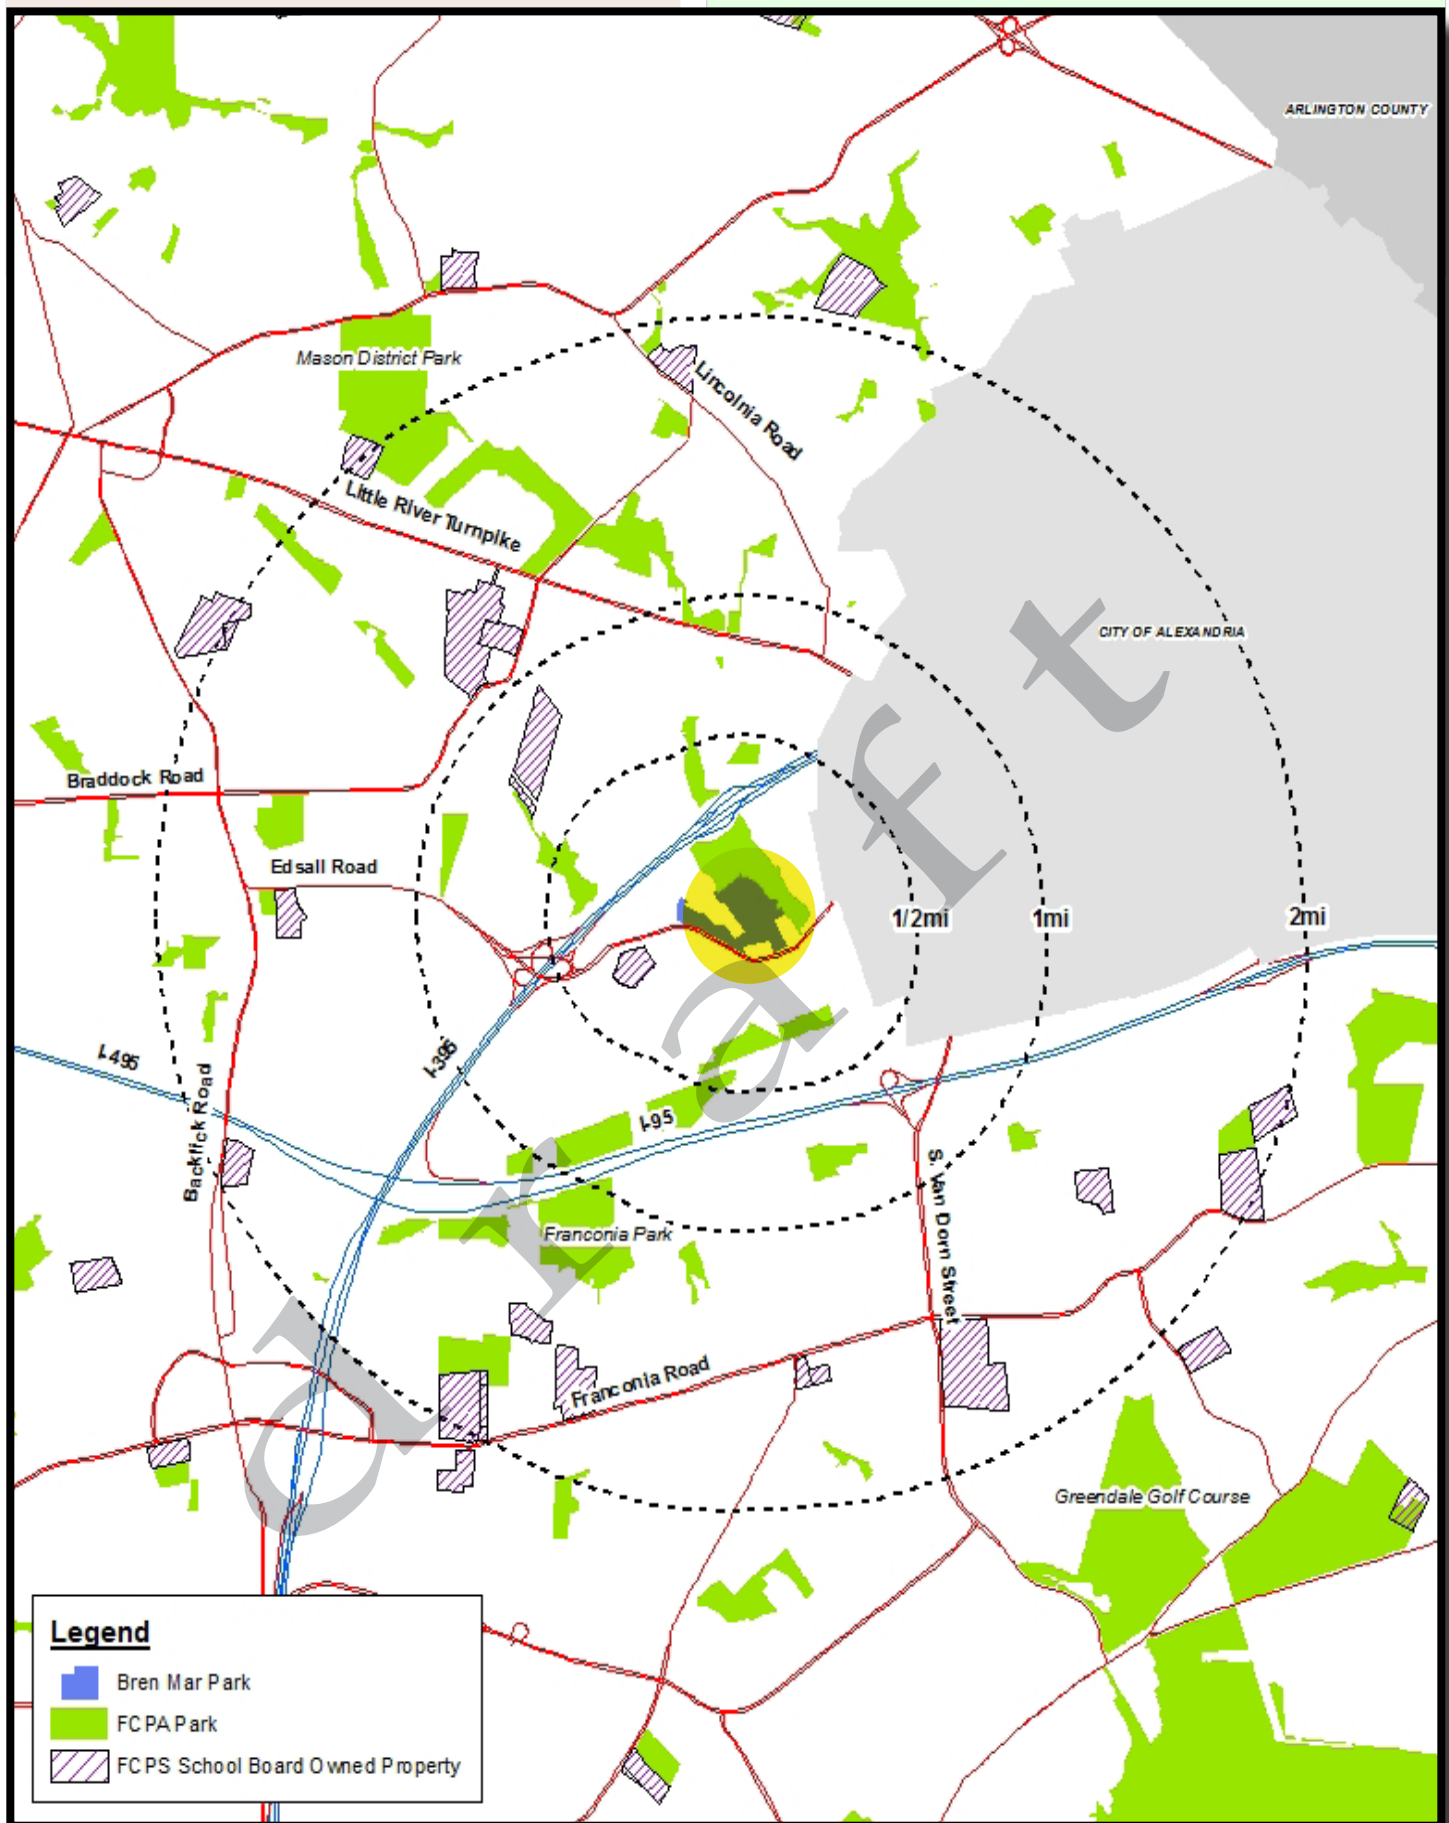 ARLINGTON COUNTY
Mason District Park
Lincolnia Road
Little River Turnpike
CITY OF ALEXANDRIA
Braddock Road
Edsall Road
1/2mi
1mi
2mi
I-495
I-395
Backlick Road
I-95
S. Van Dorn Street
Franconia Park
Franconia Road
Greendale Golf Course
draft
Legend
Bren Mar Park
FCPA Park
FCPS School Board Owned Property